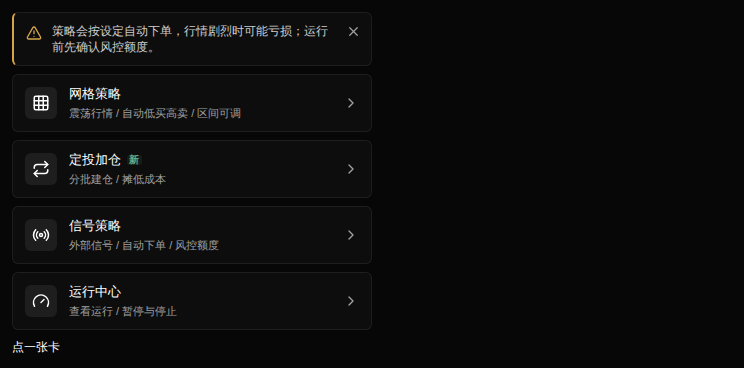 策略会按设定自动下单，行情剧烈时可能亏损；运行
前先确认风控额度。
网格策略
震荡行情 / 自动低买高卖 / 区间可调
定投加仓 新
分批建仓 / 摊低成本
信号策略
外部信号 / 自动下单 / 风控额度
运行中心
查看运行 / 暂停与停止
点一张卡